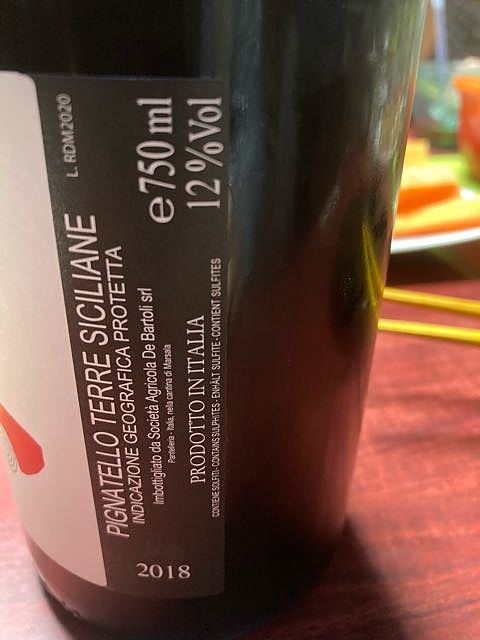 L. RDM2020
PIGNATELLO TERRE SICILIANE
INDICAZIONE GEOGRAFICA PROTETTA
e 750 ml
12 %Vol
Imbottigliato da Società Agricola De Bartoli srl
Pantelleria - Italia, nella cantina di Marsala
PRODOTTO IN ITALIA
CONTIENE SOLFITI - CONTAINS SULPHITES - ENHÄLT SULFITE - CONTIENT SULFITES
2018